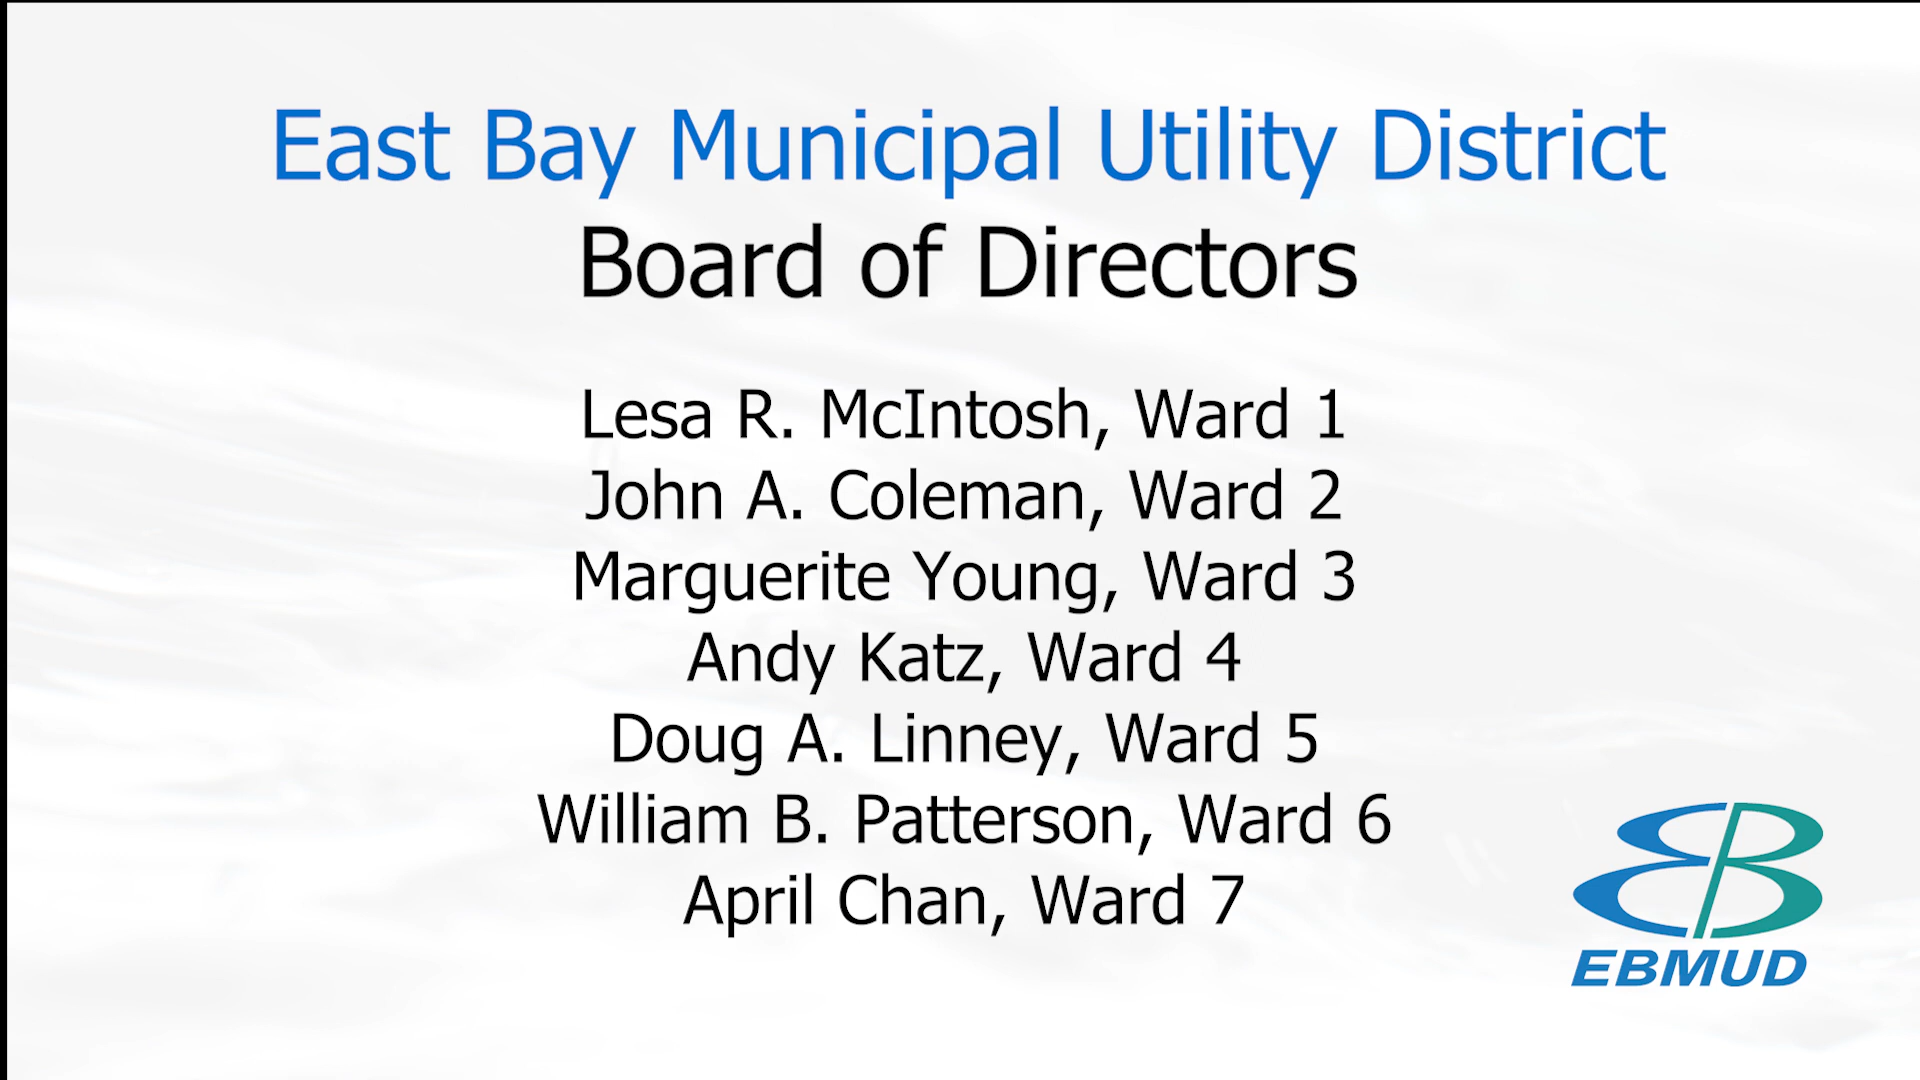 East Bay Municipal Utility District
Board of Directors
Lesa R. McIntosh, Ward 1
John A. Coleman, Ward 2
Marguerite Young, Ward 3
Andy Katz, Ward 4
Doug A. Linney, Ward 5
William B. Patterson, Ward 6
April Chan, Ward 7
EB
EBMUD